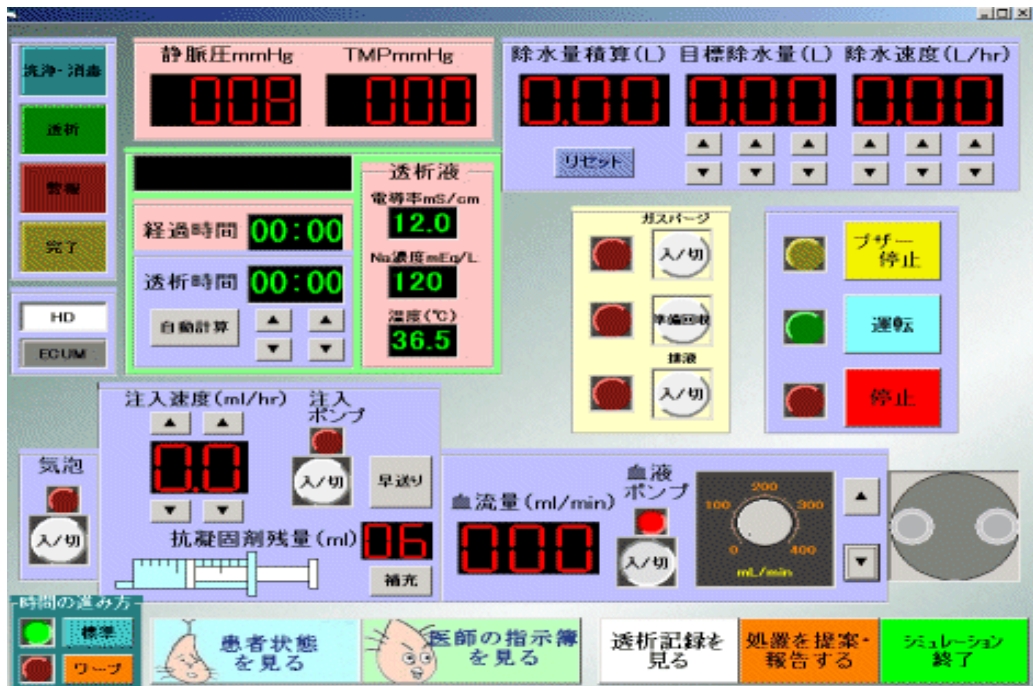 静脈圧mmHg TMPmmHg
008 000
除水量積算(L) 目標除水量(L) 除水速度(L/hr)
0.00 0.00 0.00
リセット
洗浄・消毒
透析
警報
完了
HD
ECUM
経過時間 00:00
透析時間 00:00
自動計算
透析液
電導率mS/cm
12.0
Na濃度mEq/L
120
温度(℃)
36.5
ガスパージ
入/切
準備回収
排液
入/切
ブザー
停止
運転
停止
注入速度(ml/hr)
0.0
注入
ポンプ
入/切
早送り
抗凝固剤残量(ml) 06
補充
気泡
入/切
血流量(ml/min)
000
血液
ポンプ
入/切
0 100 200 300 400
mL/min
時間の進み方
標準
ワープ
患者状態
を見る
医師の指示簿
を見る
透析記録を
見る
処置を提案・
報告する
シミュレーション
終了